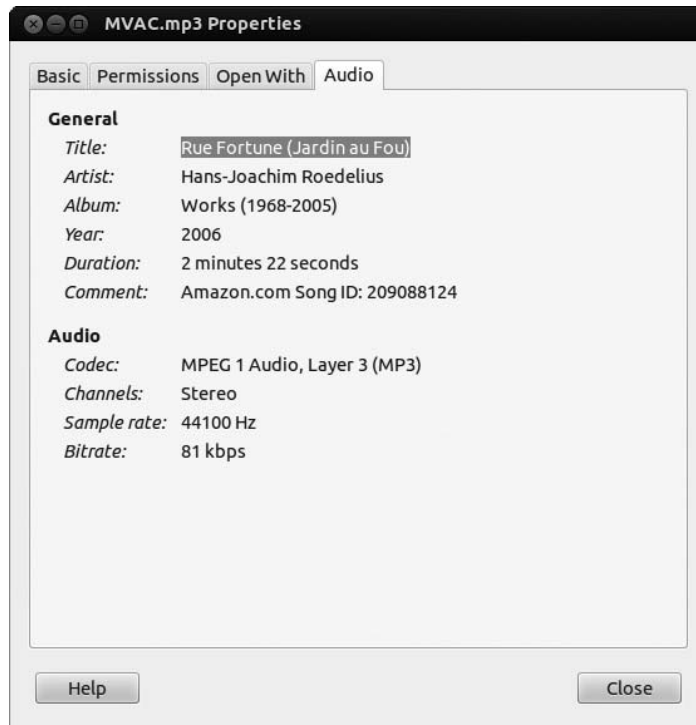 MVAC.mp3 Properties
Basic Permissions Open With Audio
General
Title: Rue Fortune (Jardin au Fou)
Artist: Hans-Joachim Roedelius
Album: Works (1968-2005)
Year: 2006
Duration: 2 minutes 22 seconds
Comment: Amazon.com Song ID: 209088124
Audio
Codec: MPEG 1 Audio, Layer 3 (MP3)
Channels: Stereo
Sample rate: 44100 Hz
Bitrate: 81 kbps
Help Close